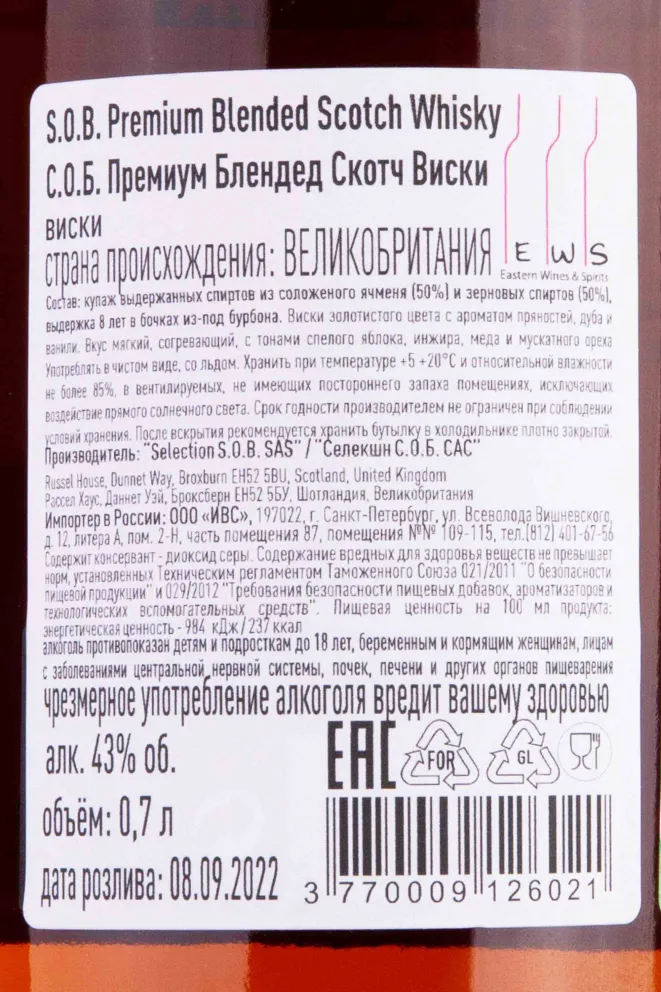 S.O.B. Premium Blended Scotch Whisky
С.О.Б. Премиум Блендед Скотч Виски
виски
страна происхождения: ВЕЛИКОБРИТАНИЯ
E W S
Eastern Wines & Spirits
Состав: купаж выдержанных спиртов из соложеного ячменя (50%) и зерновых спиртов (50%),
выдержка 8 лет в бочках из-под бурбона. Виски золотистого цвета с ароматом пряностей, дуба и
ванили. Вкус мягкий, согревающий, с тонами спелого яблока, инжира, меда и мускатного ореха
Употреблять в чистом виде, со льдом. Хранить при температуре +5 +20°С и относительной влажности
не более 85%, в вентилируемых, не имеющих постороннего запаха помещениях, исключающих
воздействие прямого солнечного света. Срок годности производителем не ограничен при соблюдении
условий хранения. После вскрытия рекомендуется хранить бутылку в холодильнике плотно закрытой.
Производитель: "Selection S.O.B. SAS" / "Селекшн С.О.Б. САС"
Russel House, Dunnet Way, Broxburn EH52 5BU, Scotland, United Kingdom
Рассел Хаус, Даннет Уэй, Броксберн EH52 5БУ, Шотландия, Великобритания
Импортер в России: ООО «ИВС», 197022, г. Санкт-Петербург, ул. Всеволода Вишневского,
д. 12, литера А, пом. 2-Н, часть помещения 87, помещения №№ 109-115, тел.(812) 401-67-56
Содержит консервант - диоксид серы. Содержание вредных для здоровья веществ не превышает
норм, установленных Техническим регламентом Таможенного Союза 021/2011 "О безопасности
пищевой продукции" и 029/2012 "Требования безопасности пищевых добавок, ароматизаторов и
технологических вспомогательных средств". Пищевая ценность на 100 мл продукта:
энергетическая ценность - 984 кДж/237 ккал
алкоголь противопоказан детям и подросткам до 18 лет, беременным и кормящим женщинам, лицам
с заболеваниями центральной нервной системы, почек, печени и других органов пищеварения
чрезмерное употребление алкоголя вредит вашему здоровью
алк. 43% об.
EAC FOR GL
объём: 0,7 л
дата розлива: 08.09.2022
3 770009 126021